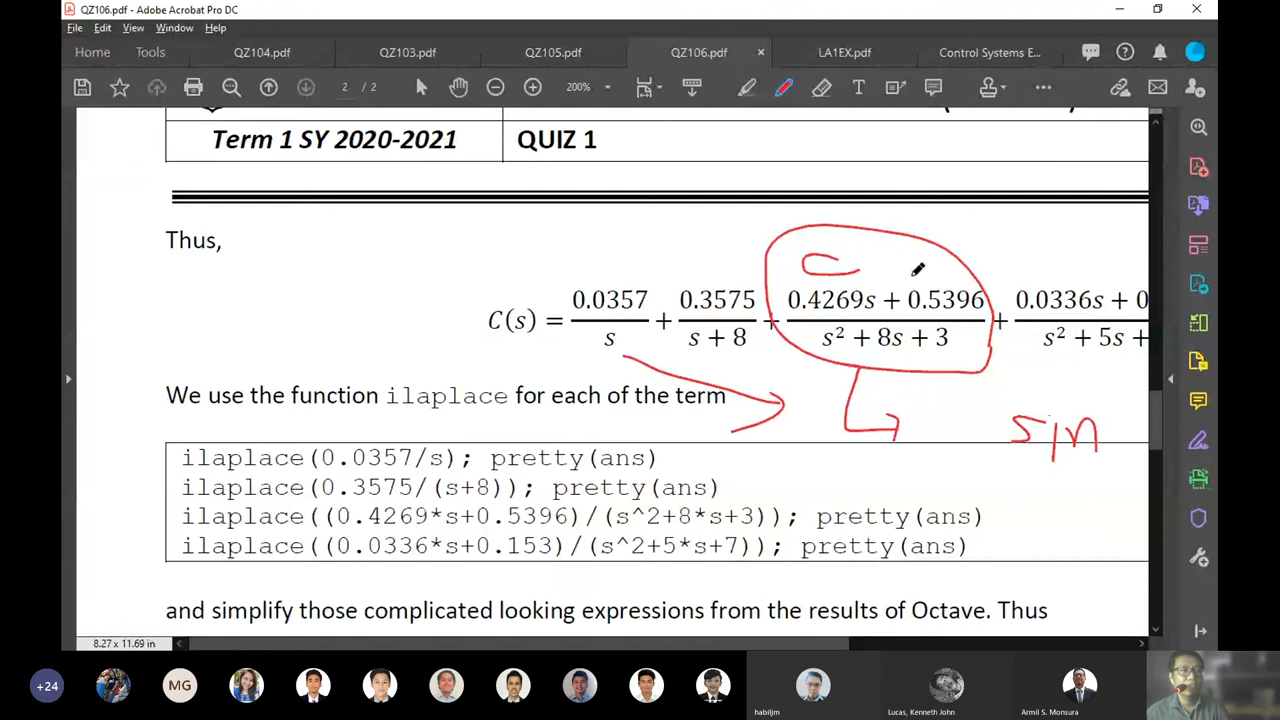 QZ106.pdf - Adobe Acrobat Pro DC
File Edit View Window Help
Home Tools QZ104.pdf QZ103.pdf QZ105.pdf QZ106.pdf × LA1EX.pdf Control Systems E...
2 / 2 200%
Term 1 SY 2020-2021 QUIZ 1
Thus,
C(s) = 0.0357/s + 0.3575/(s + 8) + (0.4269s + 0.5396)/(s² + 8s + 3) + (0.0336s + 0/(s² + 5s +
We use the function ilaplace for each of the term
sin
ilaplace(0.0357/s); pretty(ans)
ilaplace(0.3575/(s+8)); pretty(ans)
ilaplace((0.4269*s+0.5396)/(s^2+8*s+3)); pretty(ans)
ilaplace((0.0336*s+0.153)/(s^2+5*s+7)); pretty(ans)
and simplify those complicated looking expressions from the results of Octave. Thus
8.27 x 11.69 in
+24 MG
habiljm Lucas, Kenneth John Armil S. Monsura